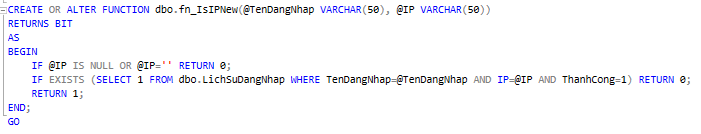 CREATE OR ALTER FUNCTION dbo.fn_IsIPNew(@TenDangNhap VARCHAR(50), @IP VARCHAR(50))
RETURNS BIT
AS
BEGIN
    IF @IP IS NULL OR @IP='' RETURN 0;
    IF EXISTS (SELECT 1 FROM dbo.LichSuDangNhap WHERE TenDangNhap=@TenDangNhap AND IP=@IP AND ThanhCong=1) RETURN 0;
    RETURN 1;
END;
GO